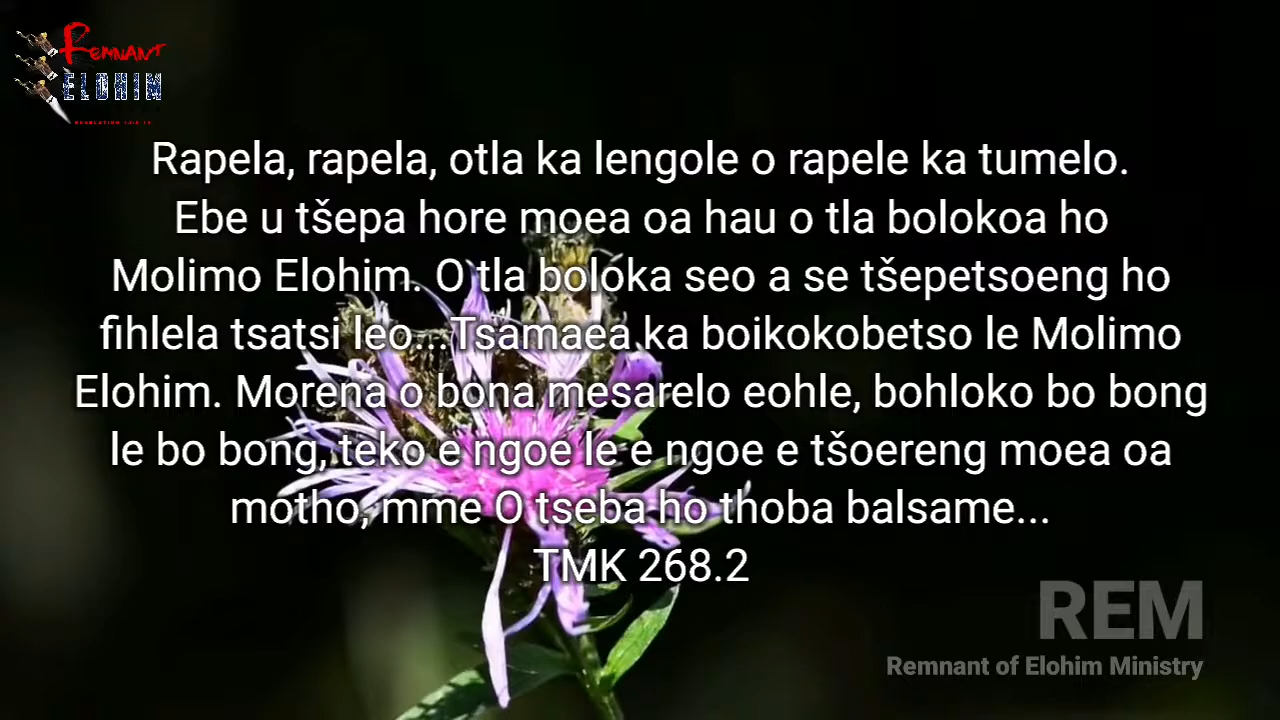 REMNANT
ELOHIM
Rapela, rapela, otla ka lengole o rapele ka tumelo.
Ebe u tšepa hore moea oa hau o tla bolokoa ho
Molimo Elohim. O tla boloka seo a se tšepetsoeng ho
fihlela tsatsi leo...Tsamaea ka boikokobetso le Molimo
Elohim. Morena o bona mesarelo eohle, bohloko bo bong
le bo bong, teko e ngoe le e ngoe e tšoereng moea oa
motho, mme O tseba ho thoba balsame...
TMK 268.2
REM
Remnant of Elohim Ministry